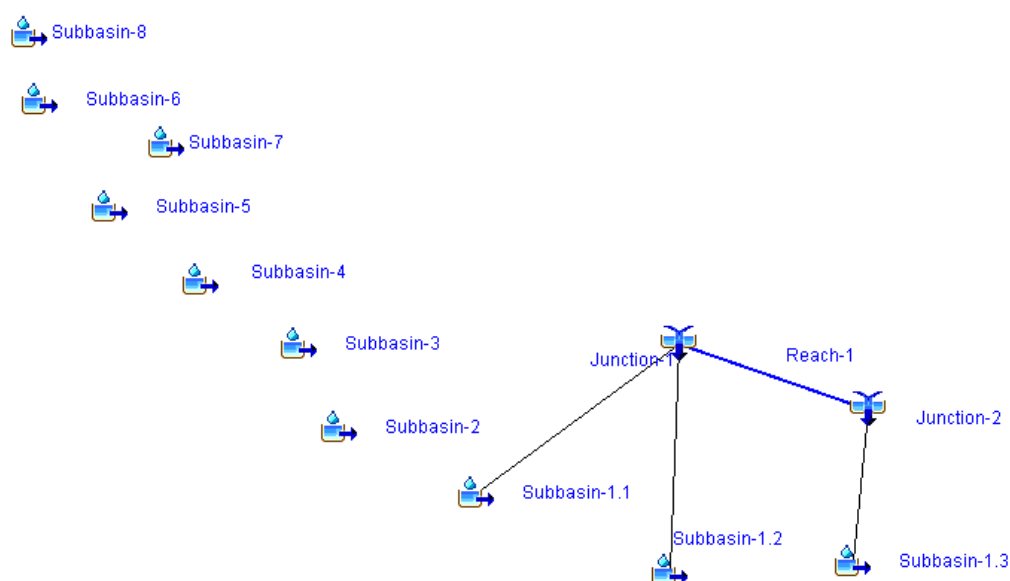 Subbasin-8
Subbasin-6
Subbasin-7
Subbasin-5
Subbasin-4
Subbasin-3
Junction-1
Reach-1
Junction-2
Subbasin-2
Subbasin-1.1
Subbasin-1.2
Subbasin-1.3